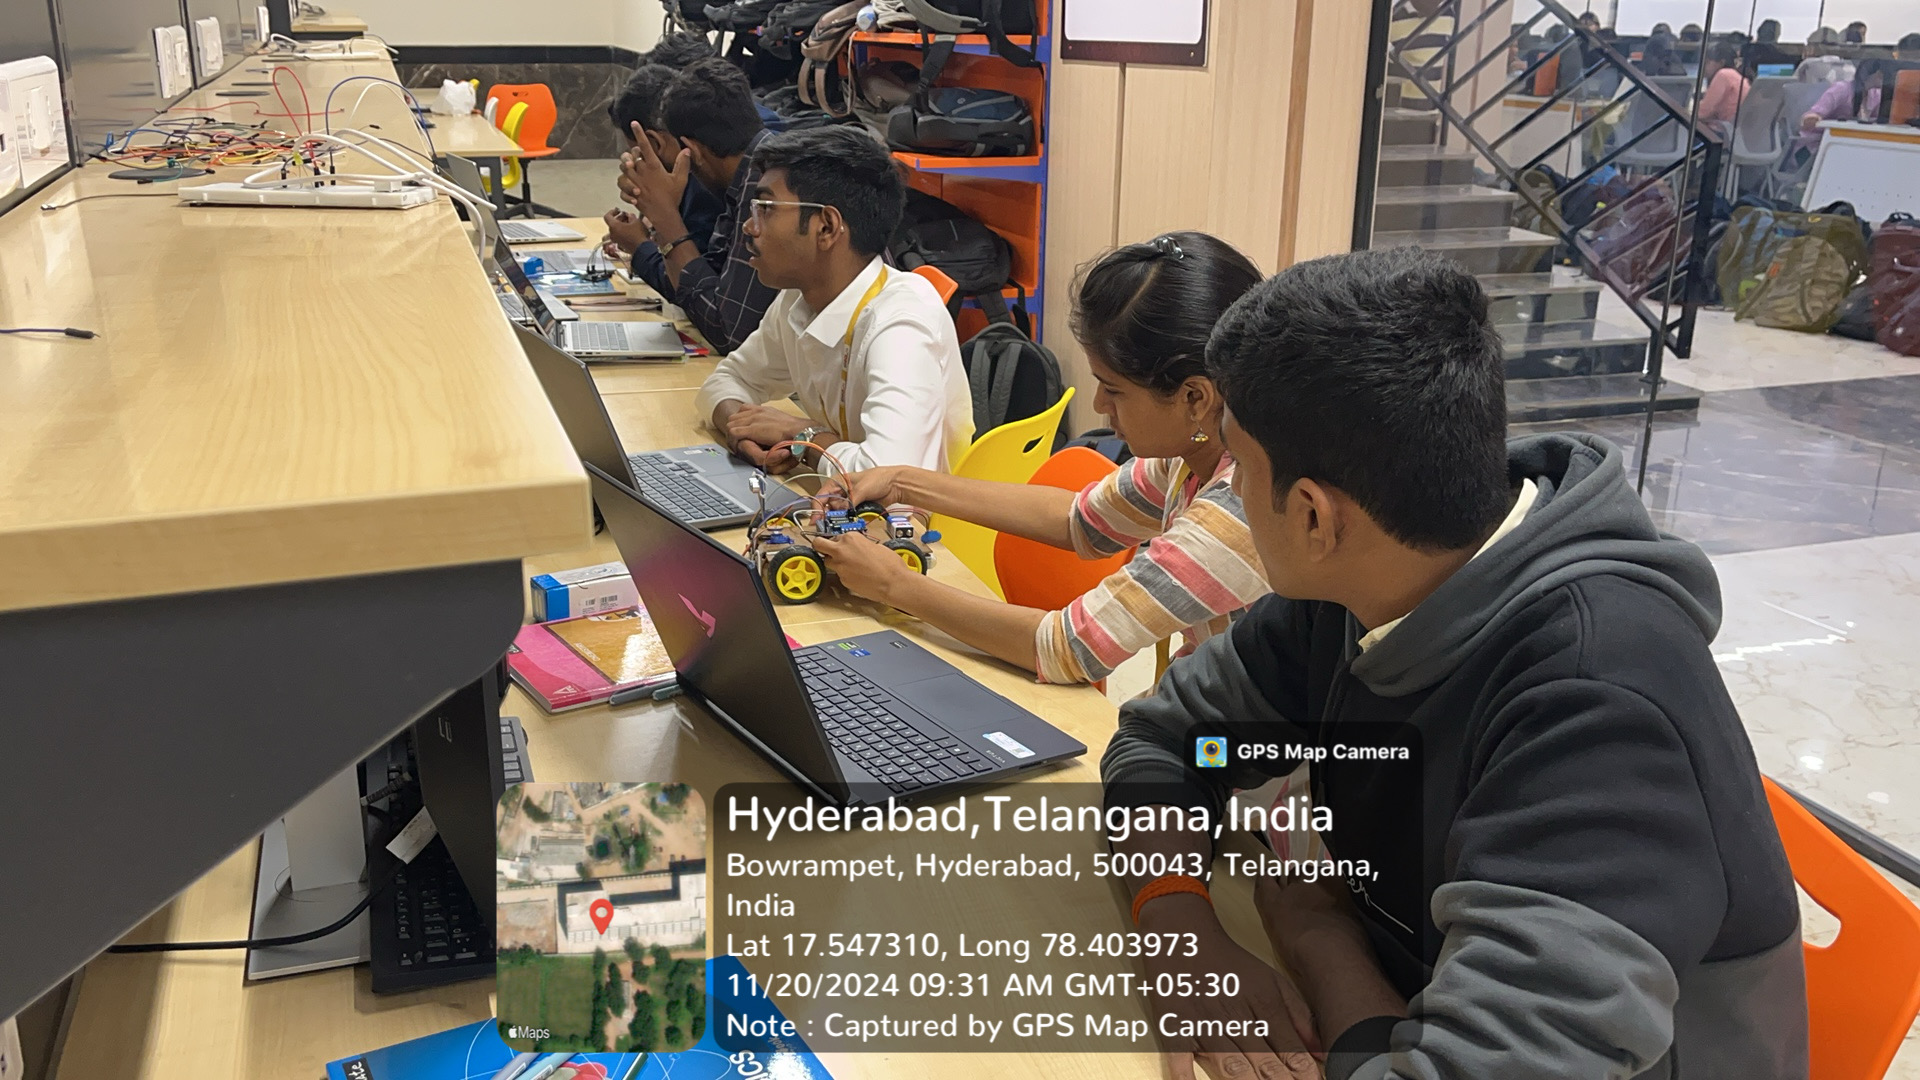 GPS Map Camera
Hyderabad,Telangana,India
Bowrampet, Hyderabad, 500043, Telangana,
India
Lat 17.547310, Long 78.403973
11/20/2024 09:31 AM GMT+05:30
Note : Captured by GPS Map Camera
Maps